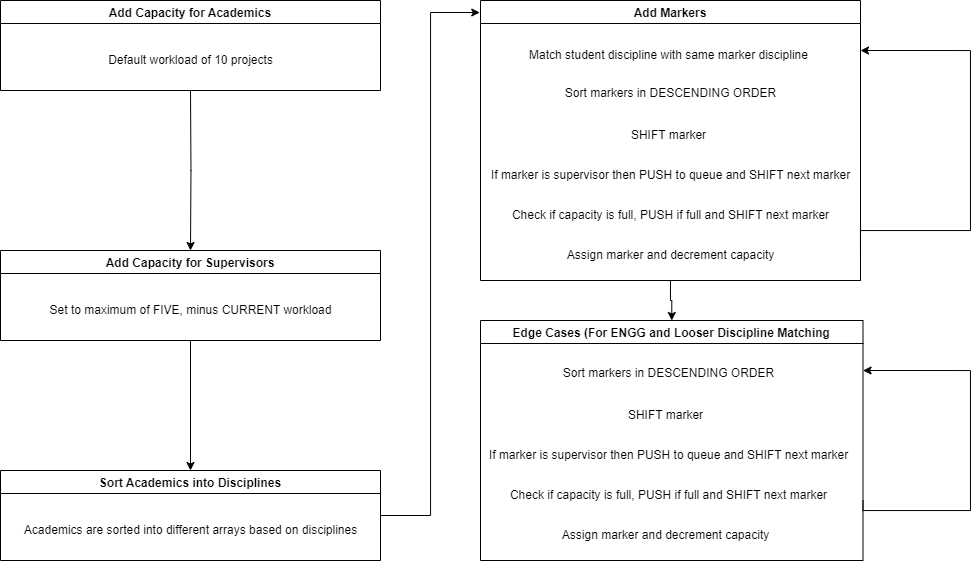 Add Capacity for Academics
Default workload of 10 projects
Add Capacity for Supervisors
Set to maximum of FIVE, minus CURRENT workload
Sort Academics into Disciplines
Academics are sorted into different arrays based on disciplines
Add Markers
Match student discipline with same marker discipline
Sort markers in DESCENDING ORDER
SHIFT marker
If marker is supervisor then PUSH to queue and SHIFT next marker
Check if capacity is full, PUSH if full and SHIFT next marker
Assign marker and decrement capacity
Edge Cases (For ENGG and Looser Discipline Matching
Sort markers in DESCENDING ORDER
SHIFT marker
If marker is supervisor then PUSH to queue and SHIFT next marker
Check if capacity is full, PUSH if full and SHIFT next marker
Assign marker and decrement capacity